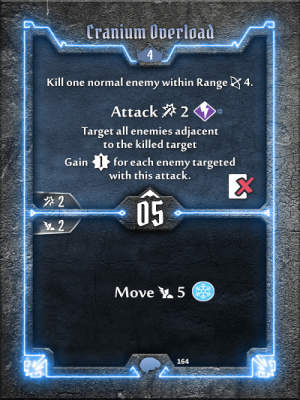 Cranium Overload
4
Kill one normal enemy within Range 4.
Attack 2
Target all enemies adjacent
to the killed target
Gain 1 for each enemy targeted
with this attack.
2
05
2
Move 5
164